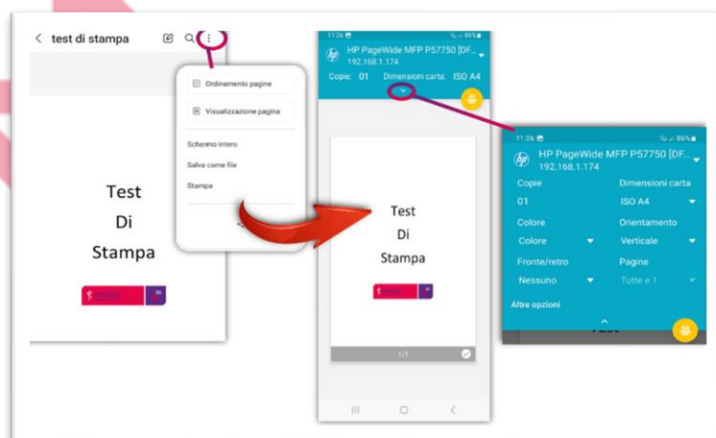 test di stampa
Ordinamento pagine
Visualizzazione pagina
Schermo intero
Salva come file
Stampa
Test
Di
Stampa
11:26
86%
HP PageWide MFP P57750 [DF...
192.168.1.174
Copie: 01 Dimensioni carta: ISO A4
Test
Di
Stampa
1/1
11:26
86%
HP PageWide MFP P57750 [DF...
192.168.1.174
Copie Dimensioni carta
01 ISO A4
Colore Orientamento
Colore Verticale
Fronte/retro Pagine
Nessuno Tutte e 1
Altre opzioni